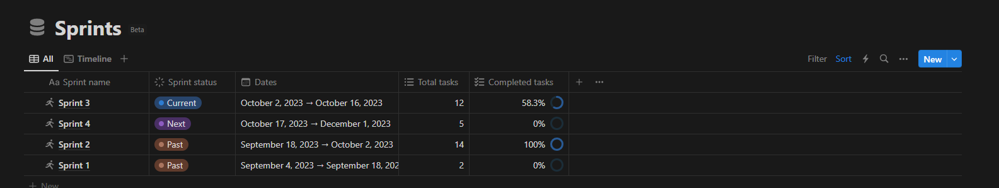 Sprints Beta
All Timeline Filter Sort New
Aa Sprint name Sprint status Dates Total tasks Completed tasks
Sprint 3 Current October 2, 2023 → October 16, 2023 12 58.3%
Sprint 4 Next October 17, 2023 → December 1, 2023 5 0%
Sprint 2 Past September 18, 2023 → October 2, 2023 14 100%
Sprint 1 Past September 4, 2023 → September 18, 202 2 0%
New